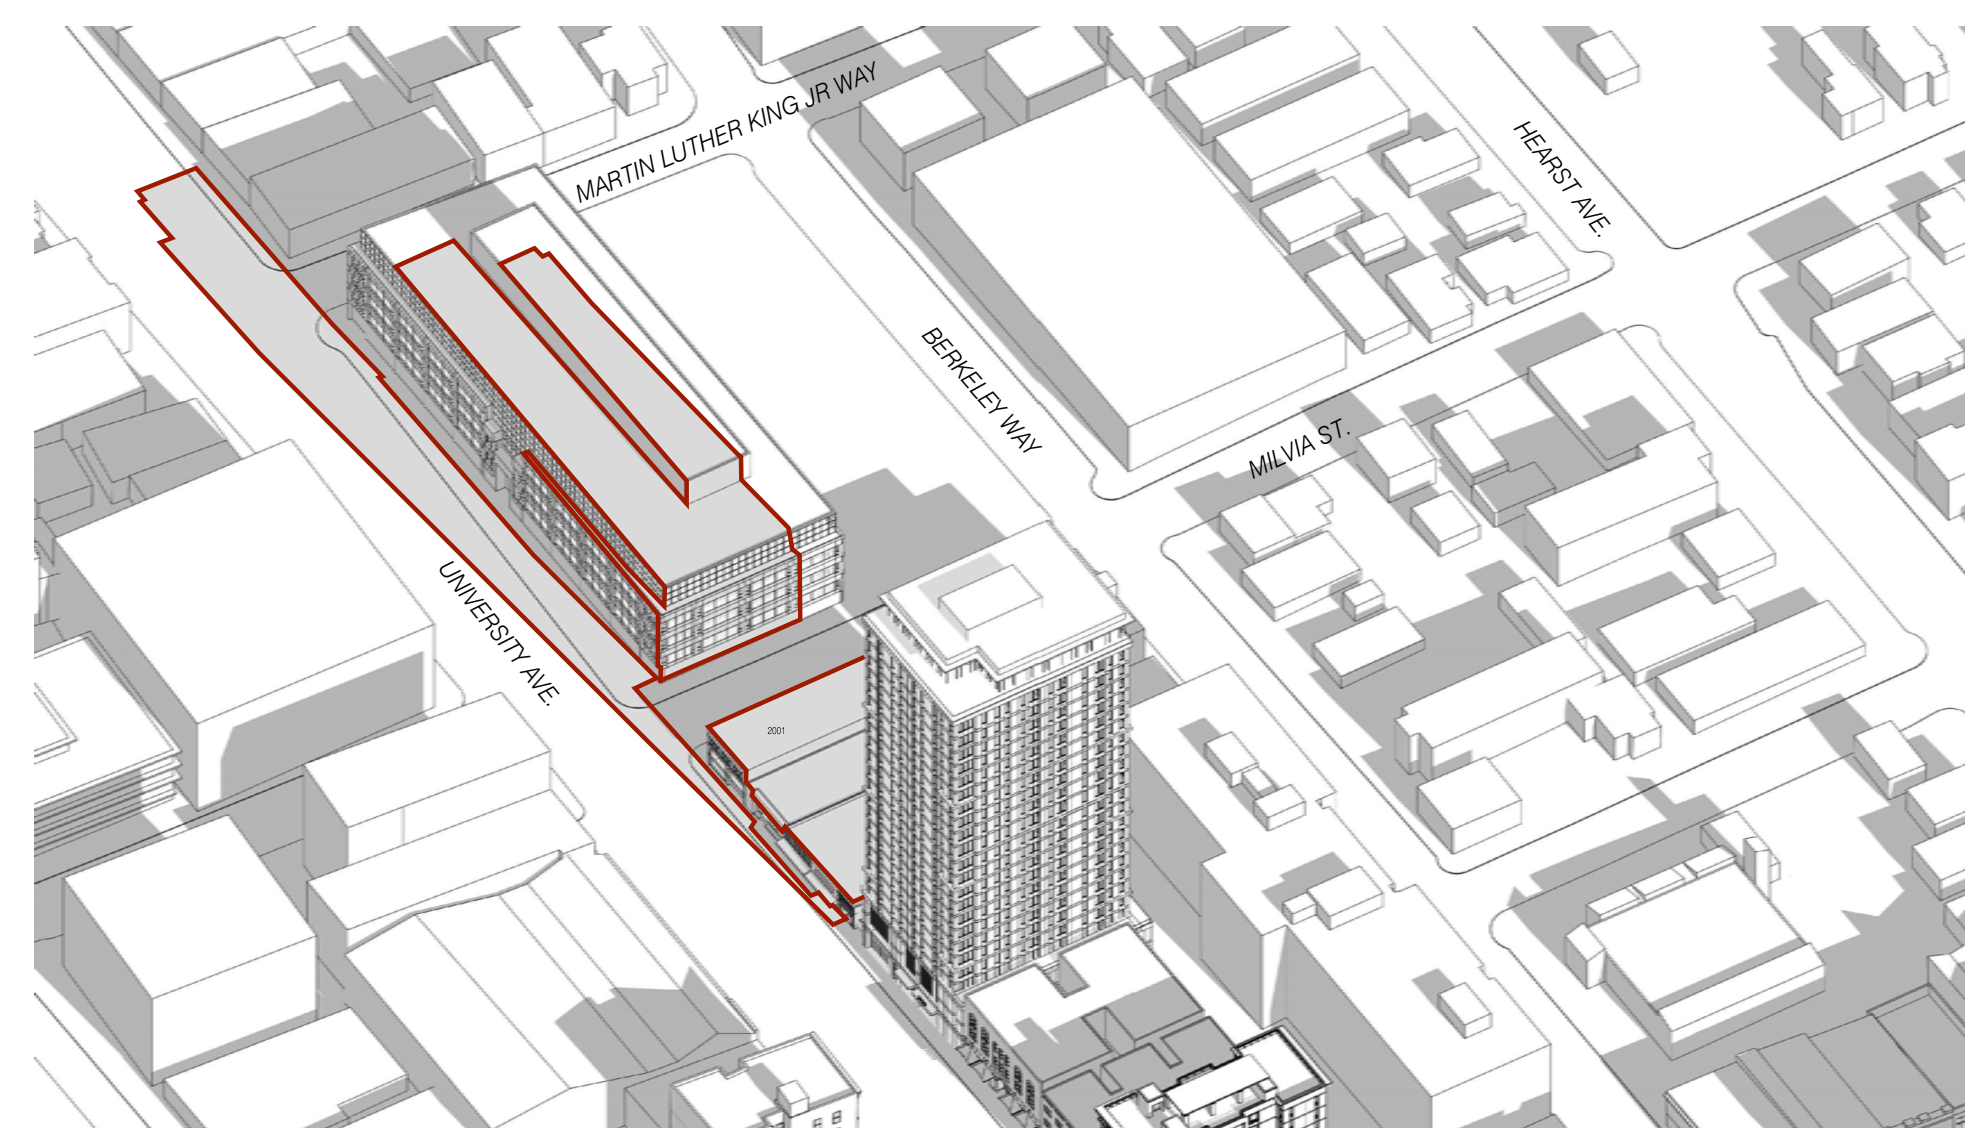 MARTIN LUTHER KING JR WAY
HEARST AVE.
BERKELEY WAY
MILVIA ST.
UNIVERSITY AVE.
2001